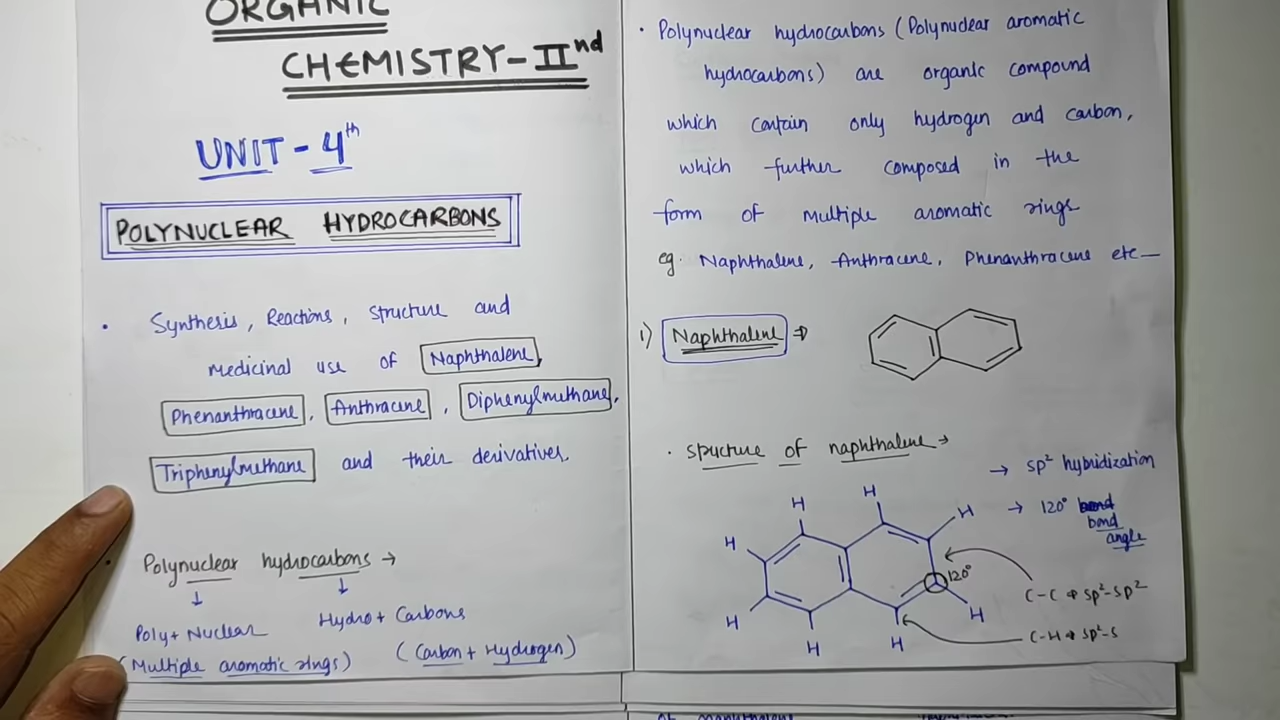 ORGANIC
CHEMISTRY-IInd
UNIT-4th
POLYNUCLEAR HYDROCARBONS
• Synthesis, Reactions, structure and
medicinal use of Naphthalene,
Phenanthracene, Anthracene, Diphenylmethane,
Triphenylmethane and their derivatives.
• Polynuclear hydrocarbons →
↓ ↓
Poly+Nuclear Hydro+Carbons
(Multiple aromatic rings) (Carbon+Hydrogen)
• Polynuclear hydrocarbons (Polynuclear aromatic
hydrocarbons) are organic compound
which contain only hydrogen and carbon,
which further composed in the
form of multiple aromatic rings
eg. Naphthalene, Anthracene, Phenanthracene etc—
1) Naphthalene ⇒
• structure of naphthalene →
→ sp² hybridization
→ 120° bond
bond
angle
H H H
H 120°
H H
H H
C-C ⇒ sp²-sp²
C-H ⇒ sp²-s